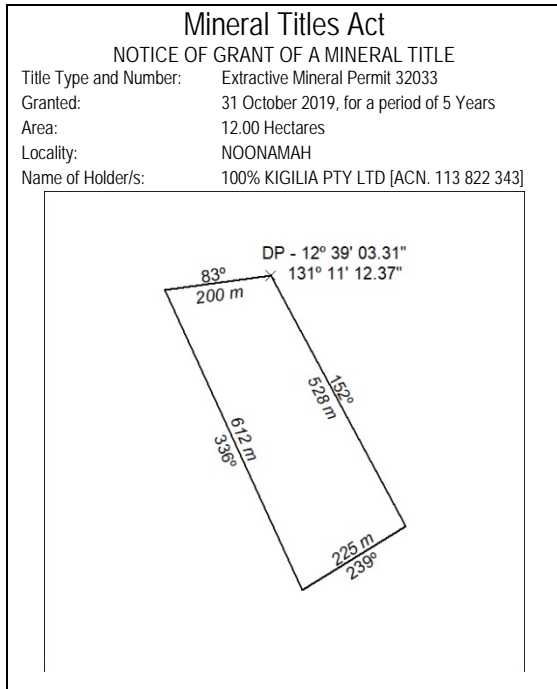 Mineral Titles Act
NOTICE OF GRANT OF A MINERAL TITLE
Title Type and Number: Extractive Mineral Permit 32033
Granted: 31 October 2019, for a period of 5 Years
Area: 12.00 Hectares
Locality: NOONAMAH
Name of Holder/s: 100% KIGILIA PTY LTD [ACN. 113 822 343]
DP - 12º 39' 03.31"
131º 11' 12.37"
83º
200 m
152º
528 m
612 m
336º
225 m
239º